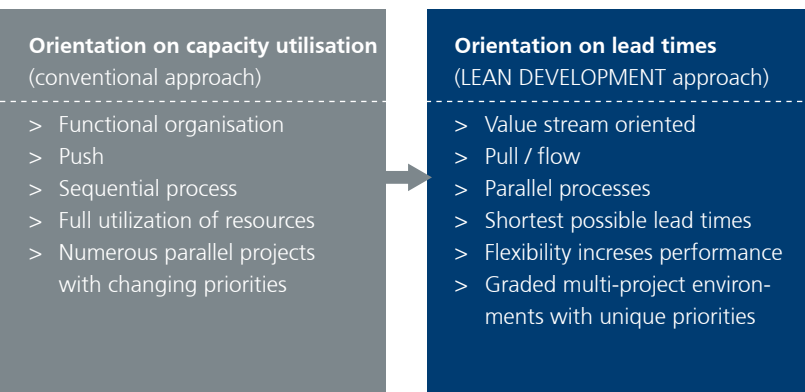 Orientation on capacity utilisation
(conventional approach)
> Functional organisation
> Push
> Sequential process
> Full utilization of resources
> Numerous parallel projects
with changing priorities
Orientation on lead times
(LEAN DEVELOPMENT approach)
> Value stream oriented
> Pull / flow
> Parallel processes
> Shortest possible lead times
> Flexibility increses performance
> Graded multi-project environ-
ments with unique priorities